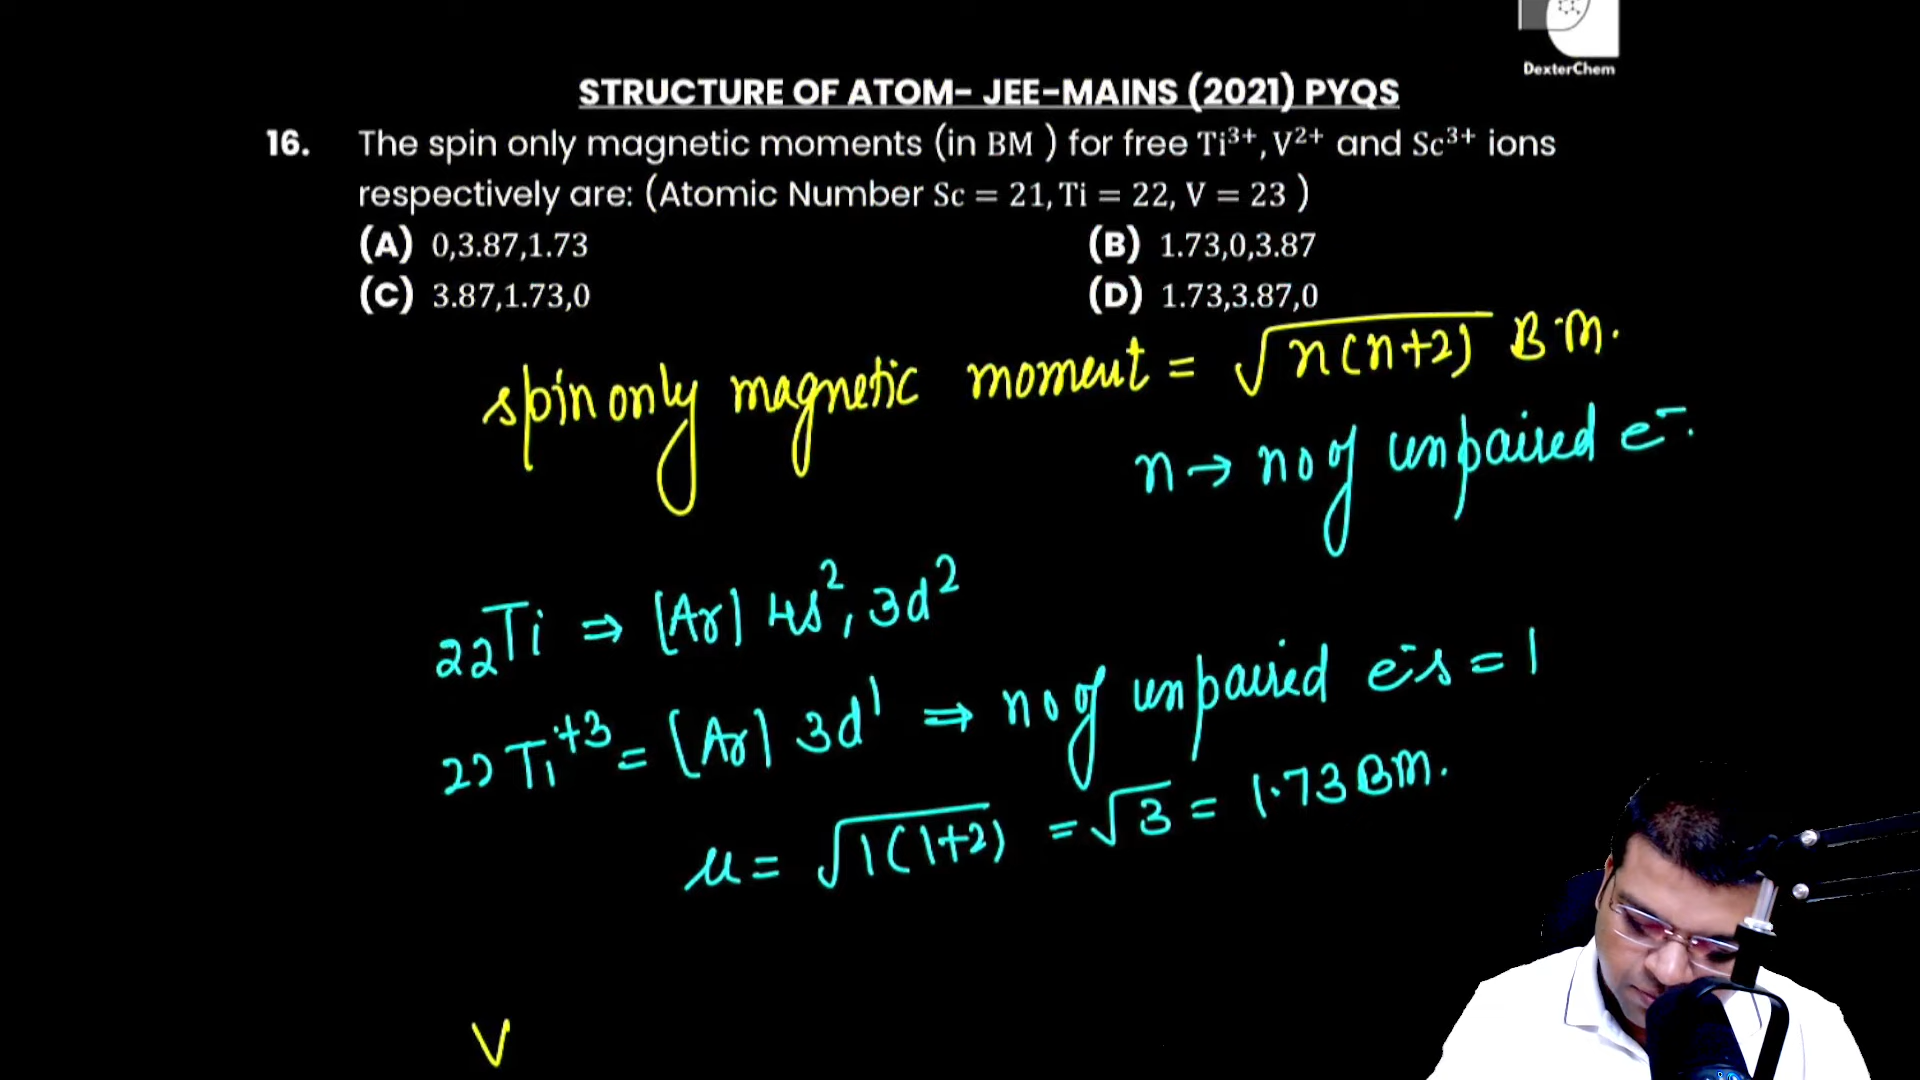 DexterChem
STRUCTURE OF ATOM- JEE-MAINS (2021) PYQS
16. The spin only magnetic moments (in BM ) for free Ti³⁺, V²⁺ and Sc³⁺ ions
respectively are: (Atomic Number Sc = 21, Ti = 22, V = 23 )
(A) 0,3.87,1.73 (B) 1.73,0,3.87
(C) 3.87,1.73,0 (D) 1.73,3.87,0
spin only magnetic moment = √n(n+2) B.M.
n → no of unpaired e⁻.
₂₂Ti ⇒ [Ar] 4s², 3d²
₂₂Ti⁺³ = [Ar] 3d¹ ⇒ no of unpaired e⁻s = 1
μ = √1(1+2) = √3 = 1.73 BM.
V